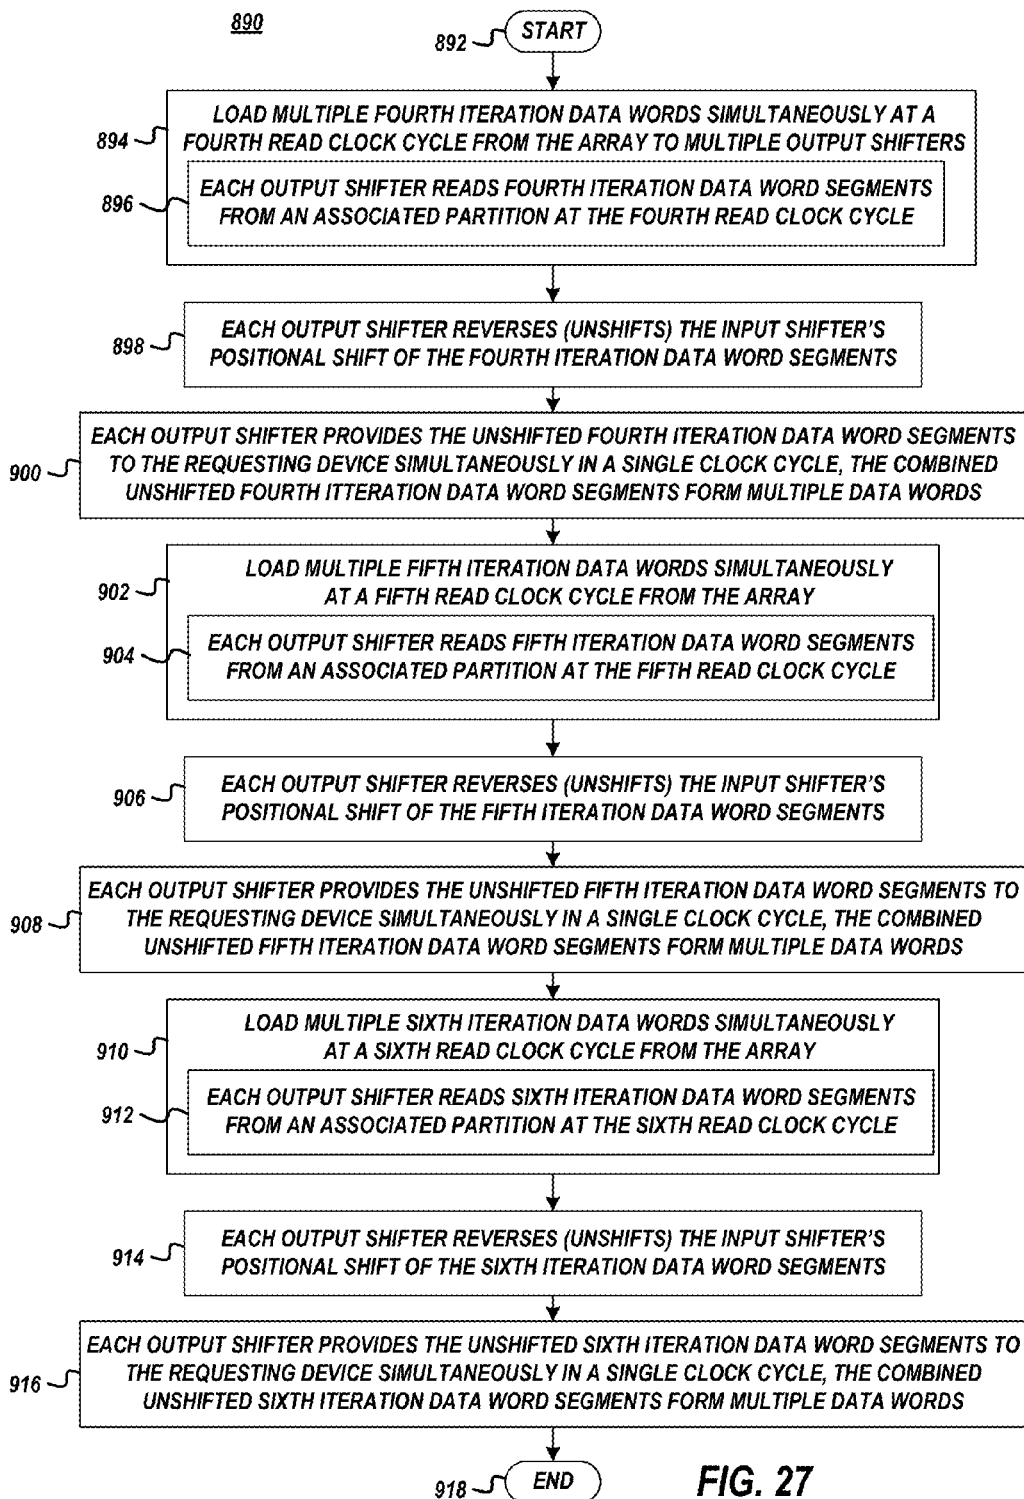 890
START
892
LOAD MULTIPLE FOURTH ITERATION DATA WORDS SIMULTANEOUSLY AT A
FOURTH READ CLOCK CYCLE FROM THE ARRAY TO MULTIPLE OUTPUT SHIFTERS
894
EACH OUTPUT SHIFTER READS FOURTH ITERATION DATA WORD SEGMENTS
FROM AN ASSOCIATED PARTITION AT THE FOURTH READ CLOCK CYCLE
896
EACH OUTPUT SHIFTER REVERSES (UNSHIFTS) THE INPUT SHIFTER'S
POSITIONAL SHIFT OF THE FOURTH ITERATION DATA WORD SEGMENTS
898
EACH OUTPUT SHIFTER PROVIDES THE UNSHIFTED FOURTH ITERATION DATA WORD SEGMENTS
TO THE REQUESTING DEVICE SIMULTANEOUSLY IN A SINGLE CLOCK CYCLE, THE COMBINED
UNSHIFTED FOURTH ITTERATION DATA WORD SEGMENTS FORM MULTIPLE DATA WORDS
900
LOAD MULTIPLE FIFTH ITERATION DATA WORDS SIMULTANEOUSLY
AT A FIFTH READ CLOCK CYCLE FROM THE ARRAY
902
EACH OUTPUT SHIFTER READS FIFTH ITERATION DATA WORD SEGMENTS
FROM AN ASSOCIATED PARTITION AT THE FIFTH READ CLOCK CYCLE
904
EACH OUTPUT SHIFTER REVERSES (UNSHIFTS) THE INPUT SHIFTER'S
POSITIONAL SHIFT OF THE FIFTH ITERATION DATA WORD SEGMENTS
906
EACH OUTPUT SHIFTER PROVIDES THE UNSHIFTED FIFTH ITERATION DATA WORD SEGMENTS TO
THE REQUESTING DEVICE SIMULTANEOUSLY IN A SINGLE CLOCK CYCLE, THE COMBINED
UNSHIFTED FIFTH ITERATION DATA WORD SEGMENTS FORM MULTIPLE DATA WORDS
908
LOAD MULTIPLE SIXTH ITERATION DATA WORDS SIMULTANEOUSLY
AT A SIXTH READ CLOCK CYCLE FROM THE ARRAY
910
EACH OUTPUT SHIFTER READS SIXTH ITERATION DATA WORD SEGMENTS
FROM AN ASSOCIATED PARTITION AT THE SIXTH READ CLOCK CYCLE
912
EACH OUTPUT SHIFTER REVERSES (UNSHIFTS) THE INPUT SHIFTER'S
POSITIONAL SHIFT OF THE SIXTH ITERATION DATA WORD SEGMENTS
914
EACH OUTPUT SHIFTER PROVIDES THE UNSHIFTED SIXTH ITERATION DATA WORD SEGMENTS TO
THE REQUESTING DEVICE SIMULTANEOUSLY IN A SINGLE CLOCK CYCLE, THE COMBINED
UNSHIFTED SIXTH ITERATION DATA WORD SEGMENTS FORM MULTIPLE DATA WORDS
916
END
918
FIG. 27